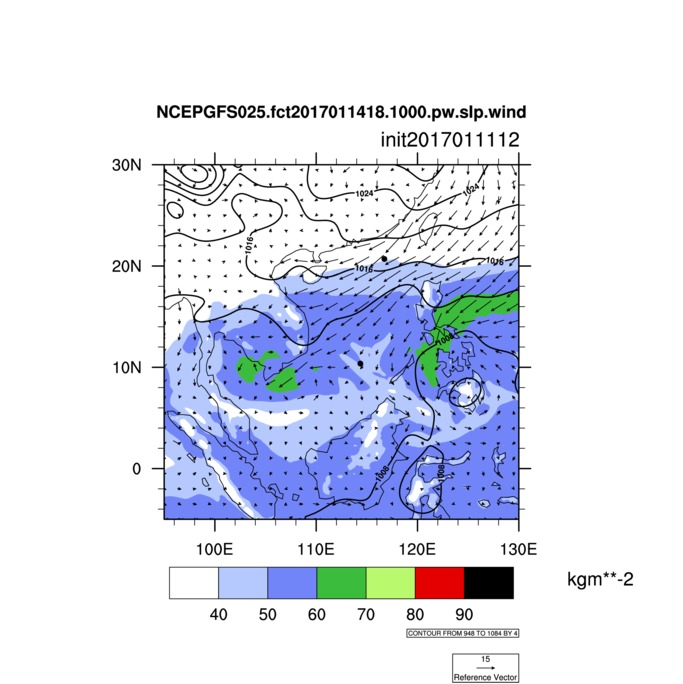 NCEPGFS025.fct2017011418.1000.pw.slp.wind
init2017011112
30N
1024
1024
1016
20N
1016
1016
1008
10N
0
1008
1008
100E 110E 120E 130E
kgm**-2
40 50 60 70 80 90
CONTOUR FROM 948 TO 1084 BY 4
15
Reference Vector